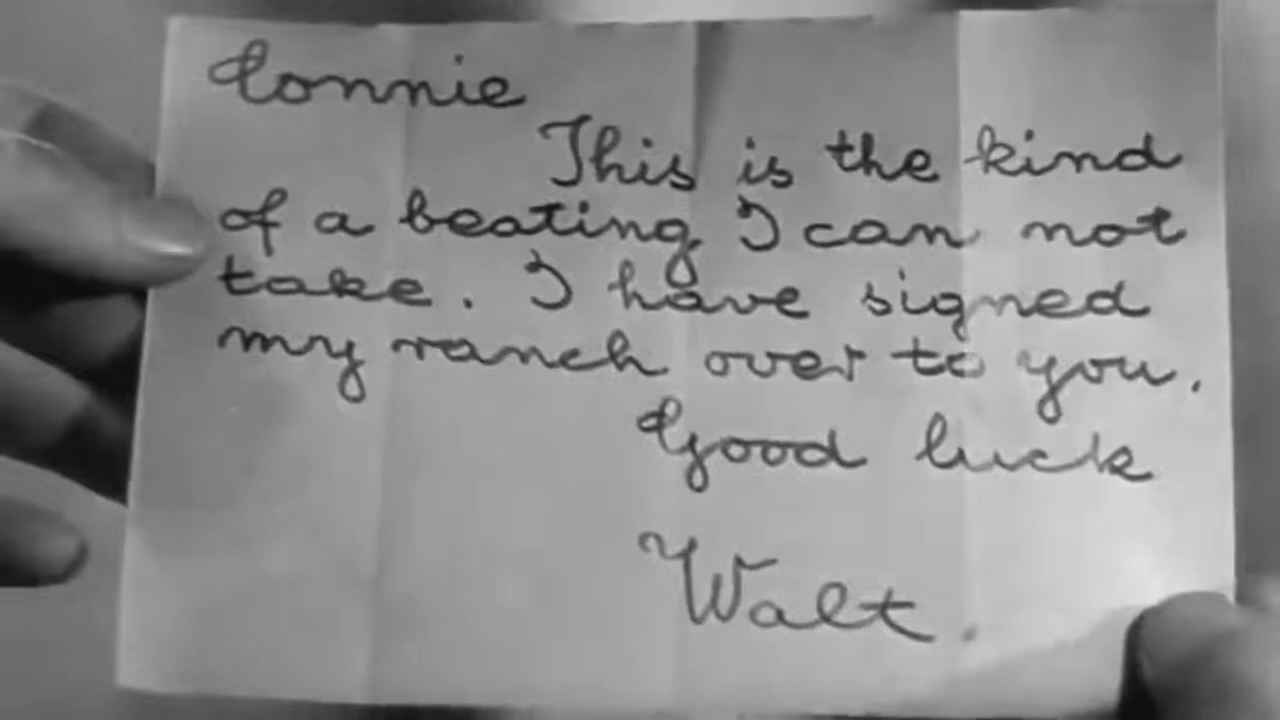 Connie
This is the kind
of a beating I can not
take. I have signed
my ranch over to you.
Good luck
Walt.